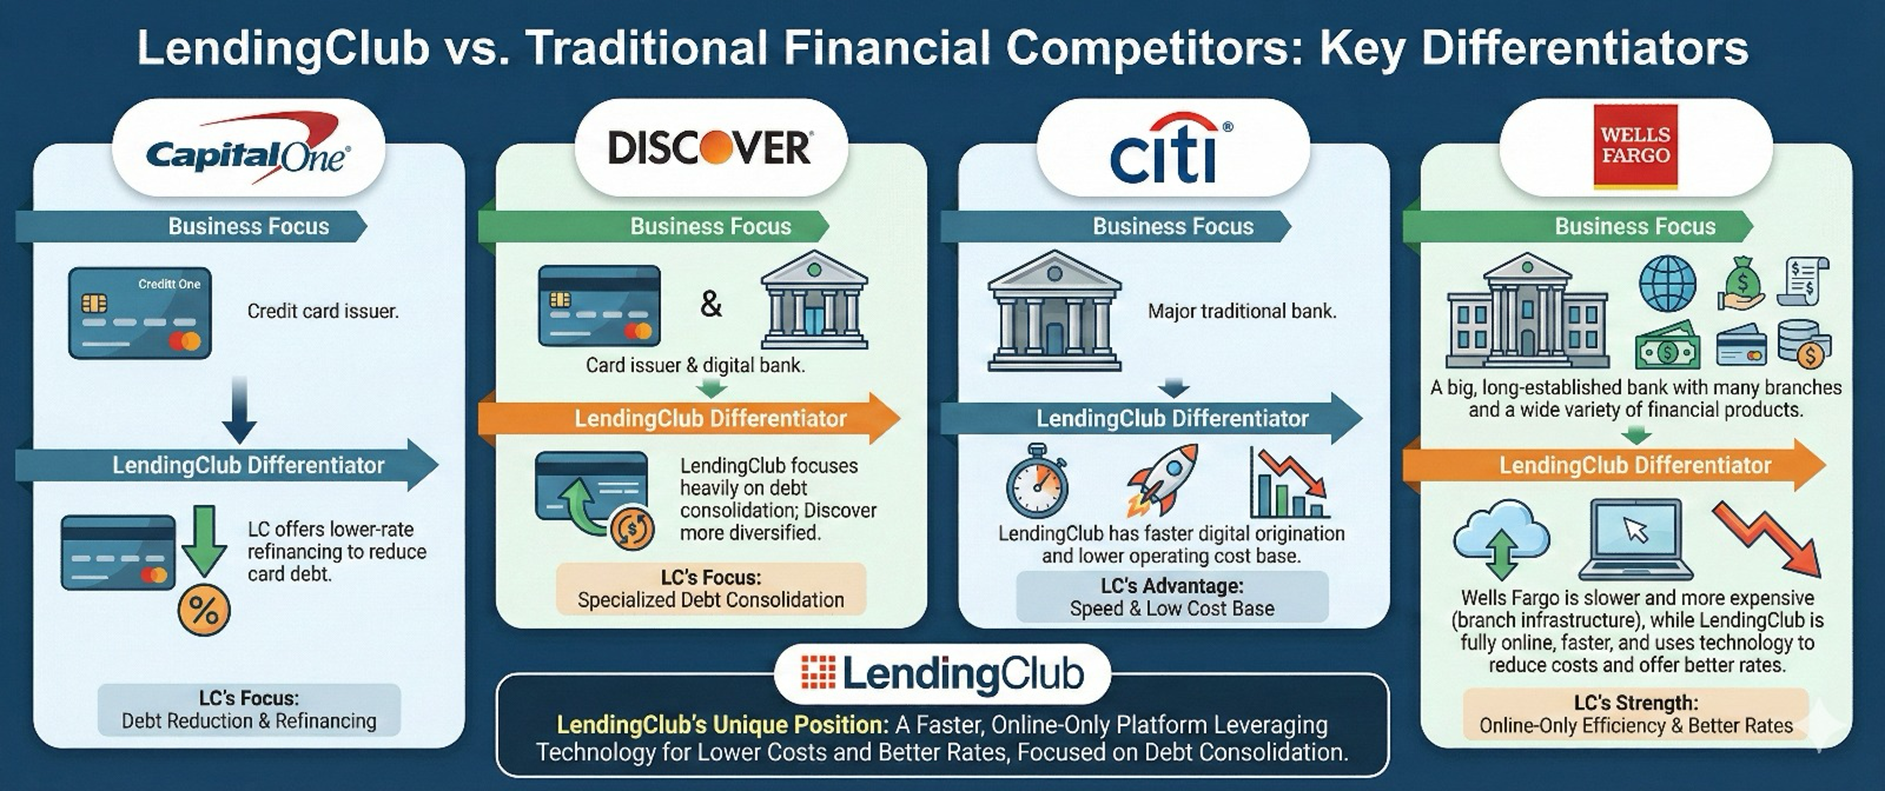 LendingClub vs. Traditional Financial Competitors: Key Differentiators
CapitalOne®
Business Focus
Creditt One
Credit card issuer.
LendingClub Differentiator
LC offers lower-rate
refinancing to reduce
card debt.
%
LC's Focus:
Debt Reduction & Refinancing
DISCOVER®
Business Focus
&
Card issuer & digital bank.
LendingClub Differentiator
LendingClub focuses
heavily on debt
consolidation; Discover
more diversified.
$
LC's Focus:
Specialized Debt Consolidation
citi®
Business Focus
Major traditional bank.
LendingClub Differentiator
LendingClub has faster digital origination
and lower operating cost base.
LC's Advantage:
Speed & Low Cost Base
WELLS
FARGO
Business Focus
$
$
$
$
$
A big, long-established bank with many branches
and a wide variety of financial products.
LendingClub Differentiator
Wells Fargo is slower and more expensive
(branch infrastructure), while LendingClub is
fully online, faster, and uses technology to
reduce costs and offer better rates.
LC's Strength:
Online-Only Efficiency & Better Rates
LendingClub
LendingClub's Unique Position: A Faster, Online-Only Platform Leveraging
Technology for Lower Costs and Better Rates, Focused on Debt Consolidation.